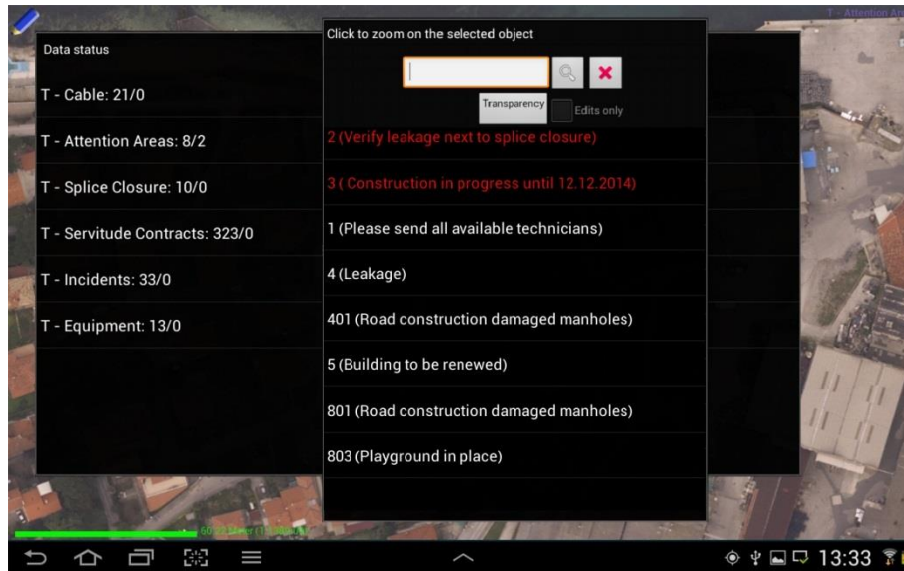 T - Attention Are
Data status
T - Cable: 21/0
T - Attention Areas: 8/2
T - Splice Closure: 10/0
T - Servitude Contracts: 323/0
T - Incidents: 33/0
T - Equipment: 13/0
Click to zoom on the selected object
Transparency
Edits only
2 (Verify leakage next to splice closure)
3 ( Construction in progress until 12.12.2014)
1 (Please send all available technicians)
4 (Leakage)
401 (Road construction damaged manholes)
5 (Building to be renewed)
801 (Road construction damaged manholes)
803 (Playground in place)
13:33